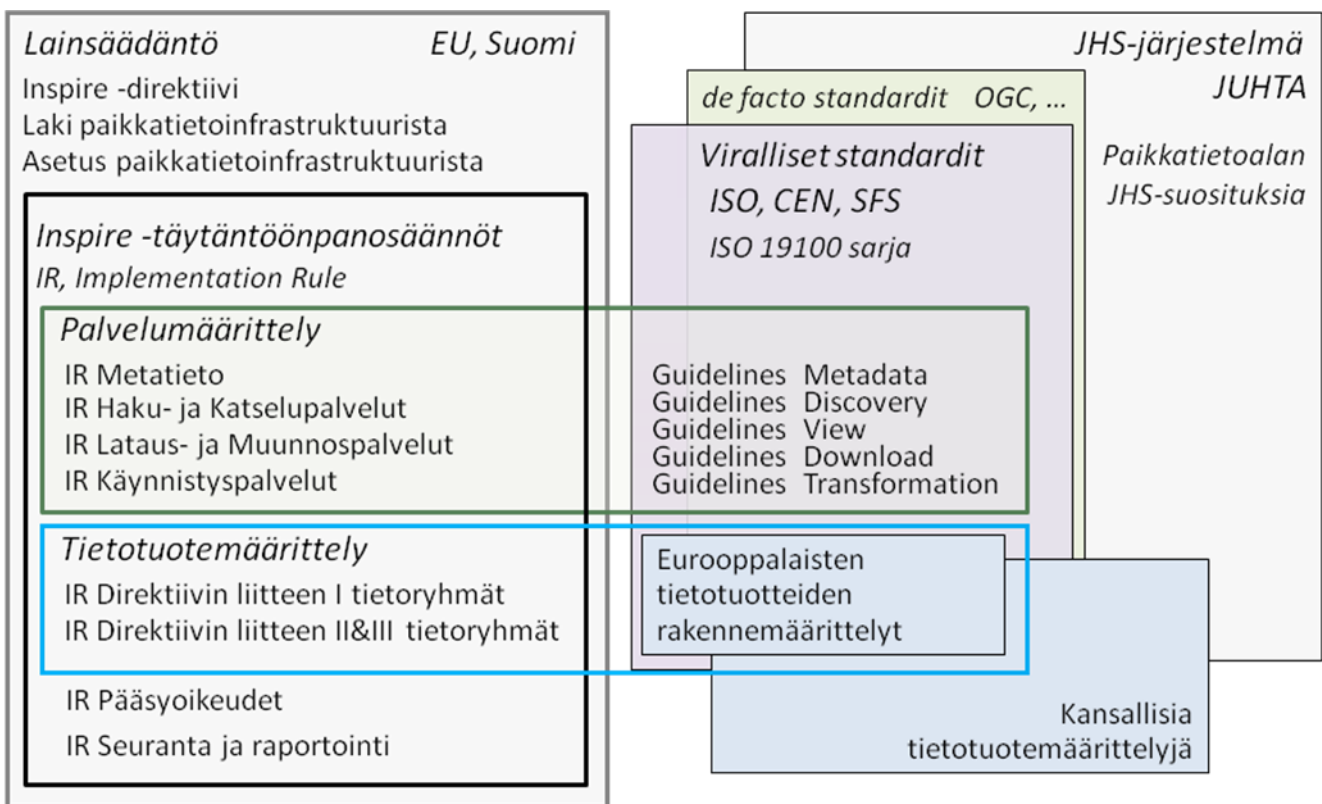 Lainsäädäntö EU, Suomi
Inspire -direktiivi
Laki paikkatietoinfrastruktuurista
Asetus paikkatietoinfrastruktuurista
Inspire -täytäntöönpanosäännöt
IR, Implementation Rule
Palvelumäärittely
IR Metatieto
IR Haku- ja Katselupalvelut
IR Lataus- ja Muunnospalvelut
IR Käynnistyspalvelut
Tietotuotemäärittely
IR Direktiivin liitteen I tietoryhmät
IR Direktiivin liitteen II&III tietoryhmät
IR Pääsyoikeudet
IR Seuranta ja raportointi
JHS-järjestelmä
JUHTA
Paikkatietoalan
JHS-suosituksia
de facto standardit OGC, ...
Viralliset standardit
ISO, CEN, SFS
ISO 19100 sarja
Guidelines Metadata
Guidelines Discovery
Guidelines View
Guidelines Download
Guidelines Transformation
Eurooppalaisten
tietotuotteiden
rakennemäärittelyt
Kansallisia
tietotuotemäärittelyjä